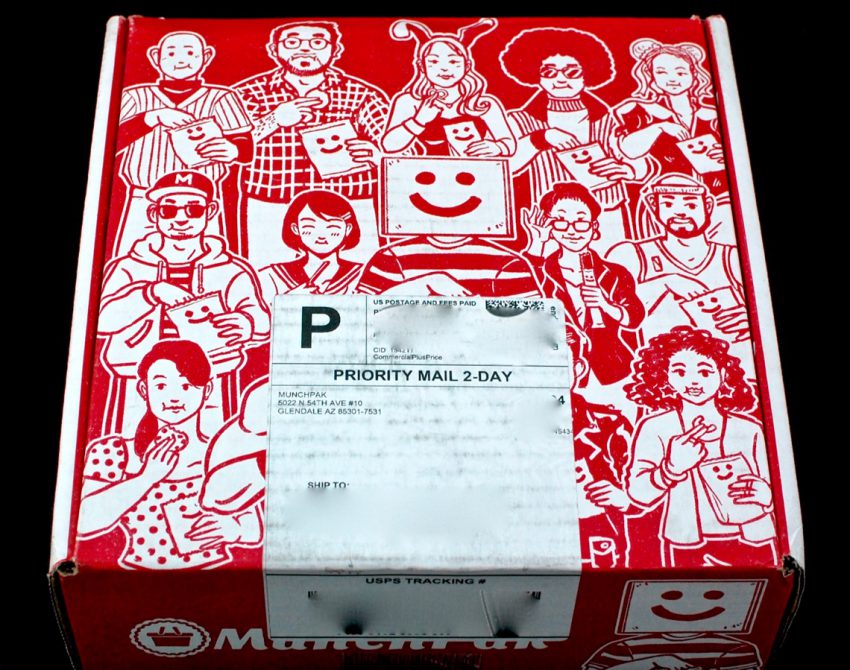 M
P
US POSTAGE AND FEES PAID
CommercialPlusPrice
PRIORITY MAIL 2-DAY
MUNCHPAK
5022 N 54TH AVE #10
GLENDALE AZ 85301-7531
SHIP TO:
USPS TRACKING #
MunchPak